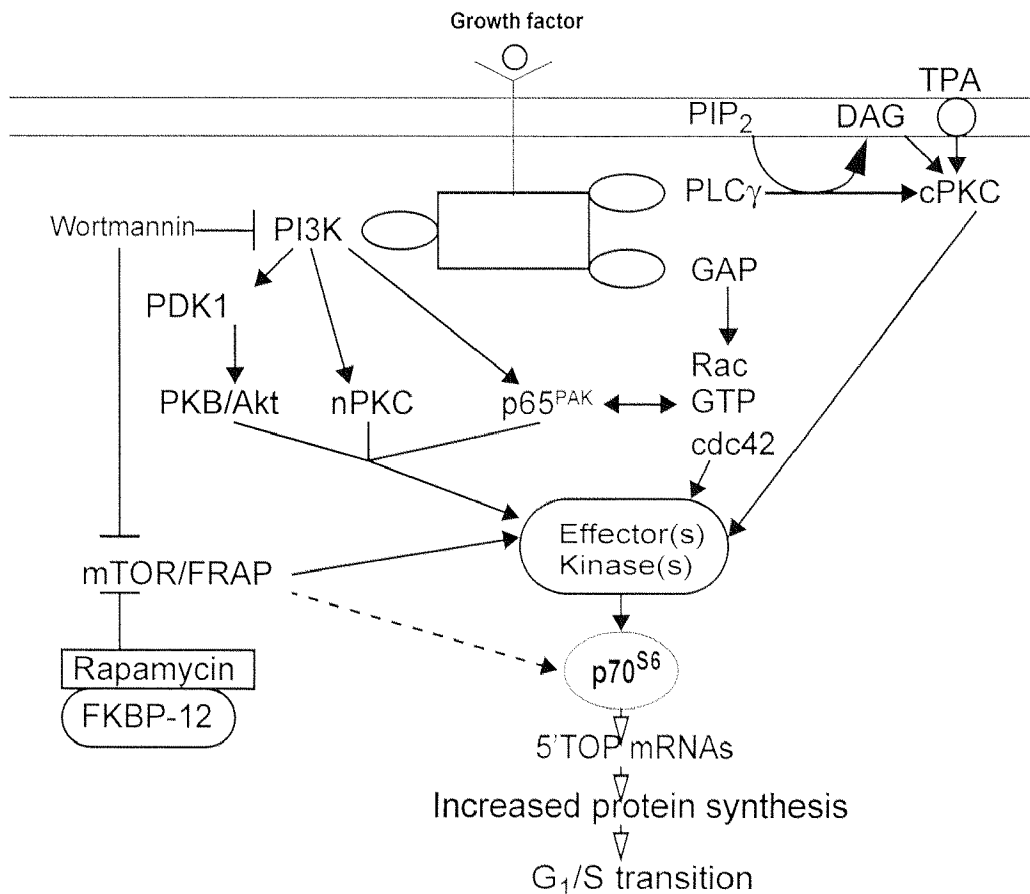 Growth factor
TPA
PIP2 DAG
PLCγ cPKC
Wortmannin PI3K
GAP
PDK1
Rac
PKB/Akt nPKC p65PAK GTP
cdc42
Effector(s)
Kinase(s)
mTOR/FRAP
Rapamycin
p70S6
FKBP-12
5'TOP mRNAs
Increased protein synthesis
G1/S transition